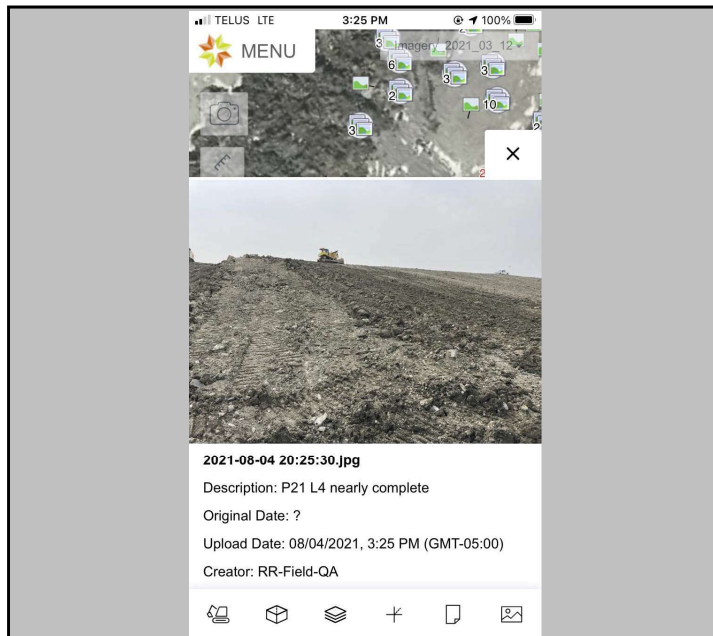 TELUS LTE 3:25 PM 100%
MENU
Imagery_2021_03_12
3
6
3
3
2
10
3
2
2
2021-08-04 20:25:30.jpg
Description: P21 L4 nearly complete
Original Date: ?
Upload Date: 08/04/2021, 3:25 PM (GMT-05:00)
Creator: RR-Field-QA